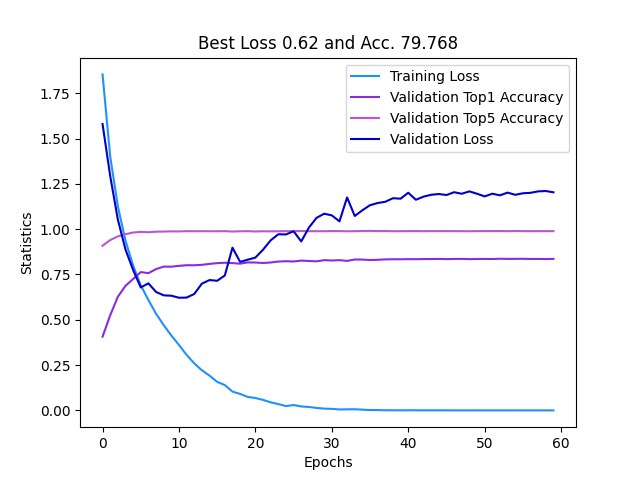 Best Loss 0.62 and Acc. 79.768
Training Loss
Validation Top1 Accuracy
Validation Top5 Accuracy
Validation Loss
1.75
1.50
1.25
1.00
0.75
0.50
0.25
0.00
Statistics
0 10 20 30 40 50 60
Epochs